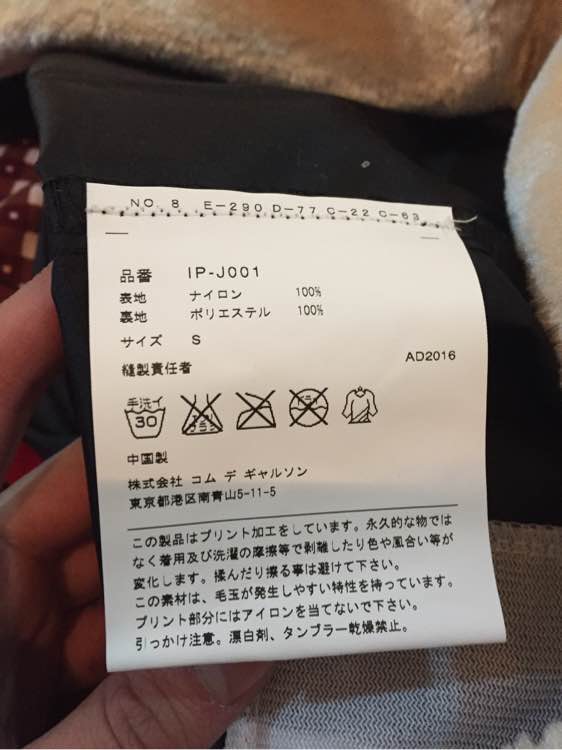 NO. 8 E-290 D-77 C-22 C-63
品番 IP-J001
表地 ナイロン 100%
裏地 ポリエステル 100%
サイズ S
縫製責任者 AD2016
手洗イ
30
エンソ サラシ
ドライ
中国製
株式会社 コム デ ギャルソン
東京都港区南青山5-11-5
この製品はプリント加工をしています。永久的な物では
なく着用及び洗濯の摩擦等で剥離したり色や風合い等が
変化します。揉んだり擦る事は避けて下さい。
この素材は、毛玉が発生しやすい特性を持っています。
プリント部分にはアイロンを当てないで下さい。
引っかけ注意。漂白剤、タンブラー乾燥禁止。